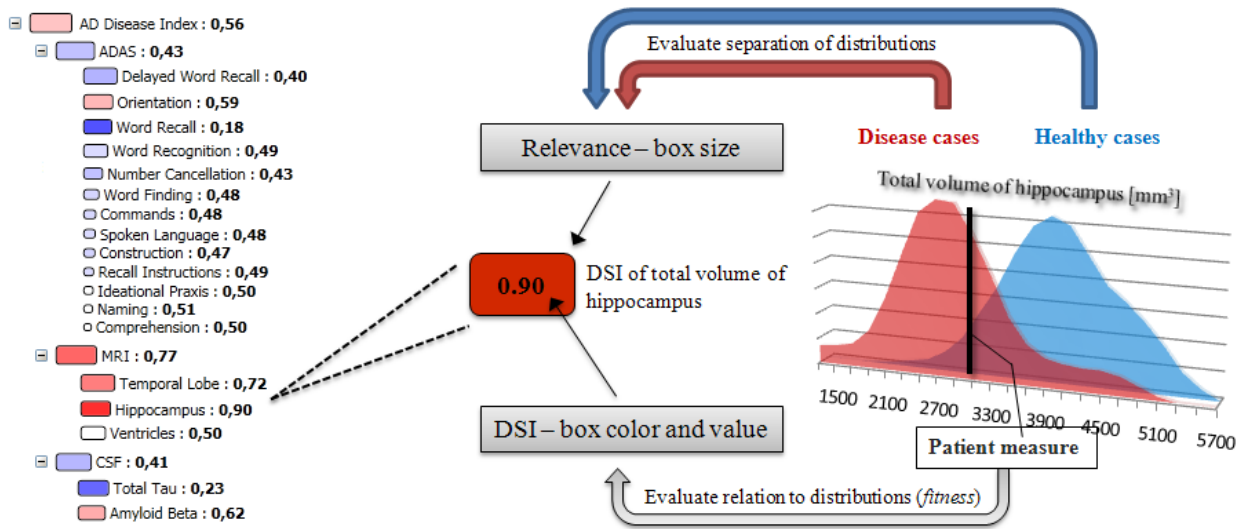 AD Disease Index : 0,56
ADAS : 0,43
Delayed Word Recall : 0,40
Orientation : 0,59
Word Recall : 0,18
Word Recognition : 0,49
Number Cancellation : 0,43
Word Finding : 0,48
Commands : 0,48
Spoken Language : 0,48
Construction : 0,47
Recall Instructions : 0,49
Ideational Praxis : 0,50
Naming : 0,51
Comprehension : 0,50
MRI : 0,77
Temporal Lobe : 0,72
Hippocampus : 0,90
Ventricles : 0,50
CSF : 0,41
Total Tau : 0,23
Amyloid Beta : 0,62
Evaluate separation of distributions
Relevance – box size
0.90
DSI of total volume of
hippocampus
DSI – box color and value
Evaluate relation to distributions (fitness)
Disease cases
Healthy cases
Total volume of hippocampus [mm³]
1500 2100 2700 3300 3900 4500 5100 5700
Patient measure